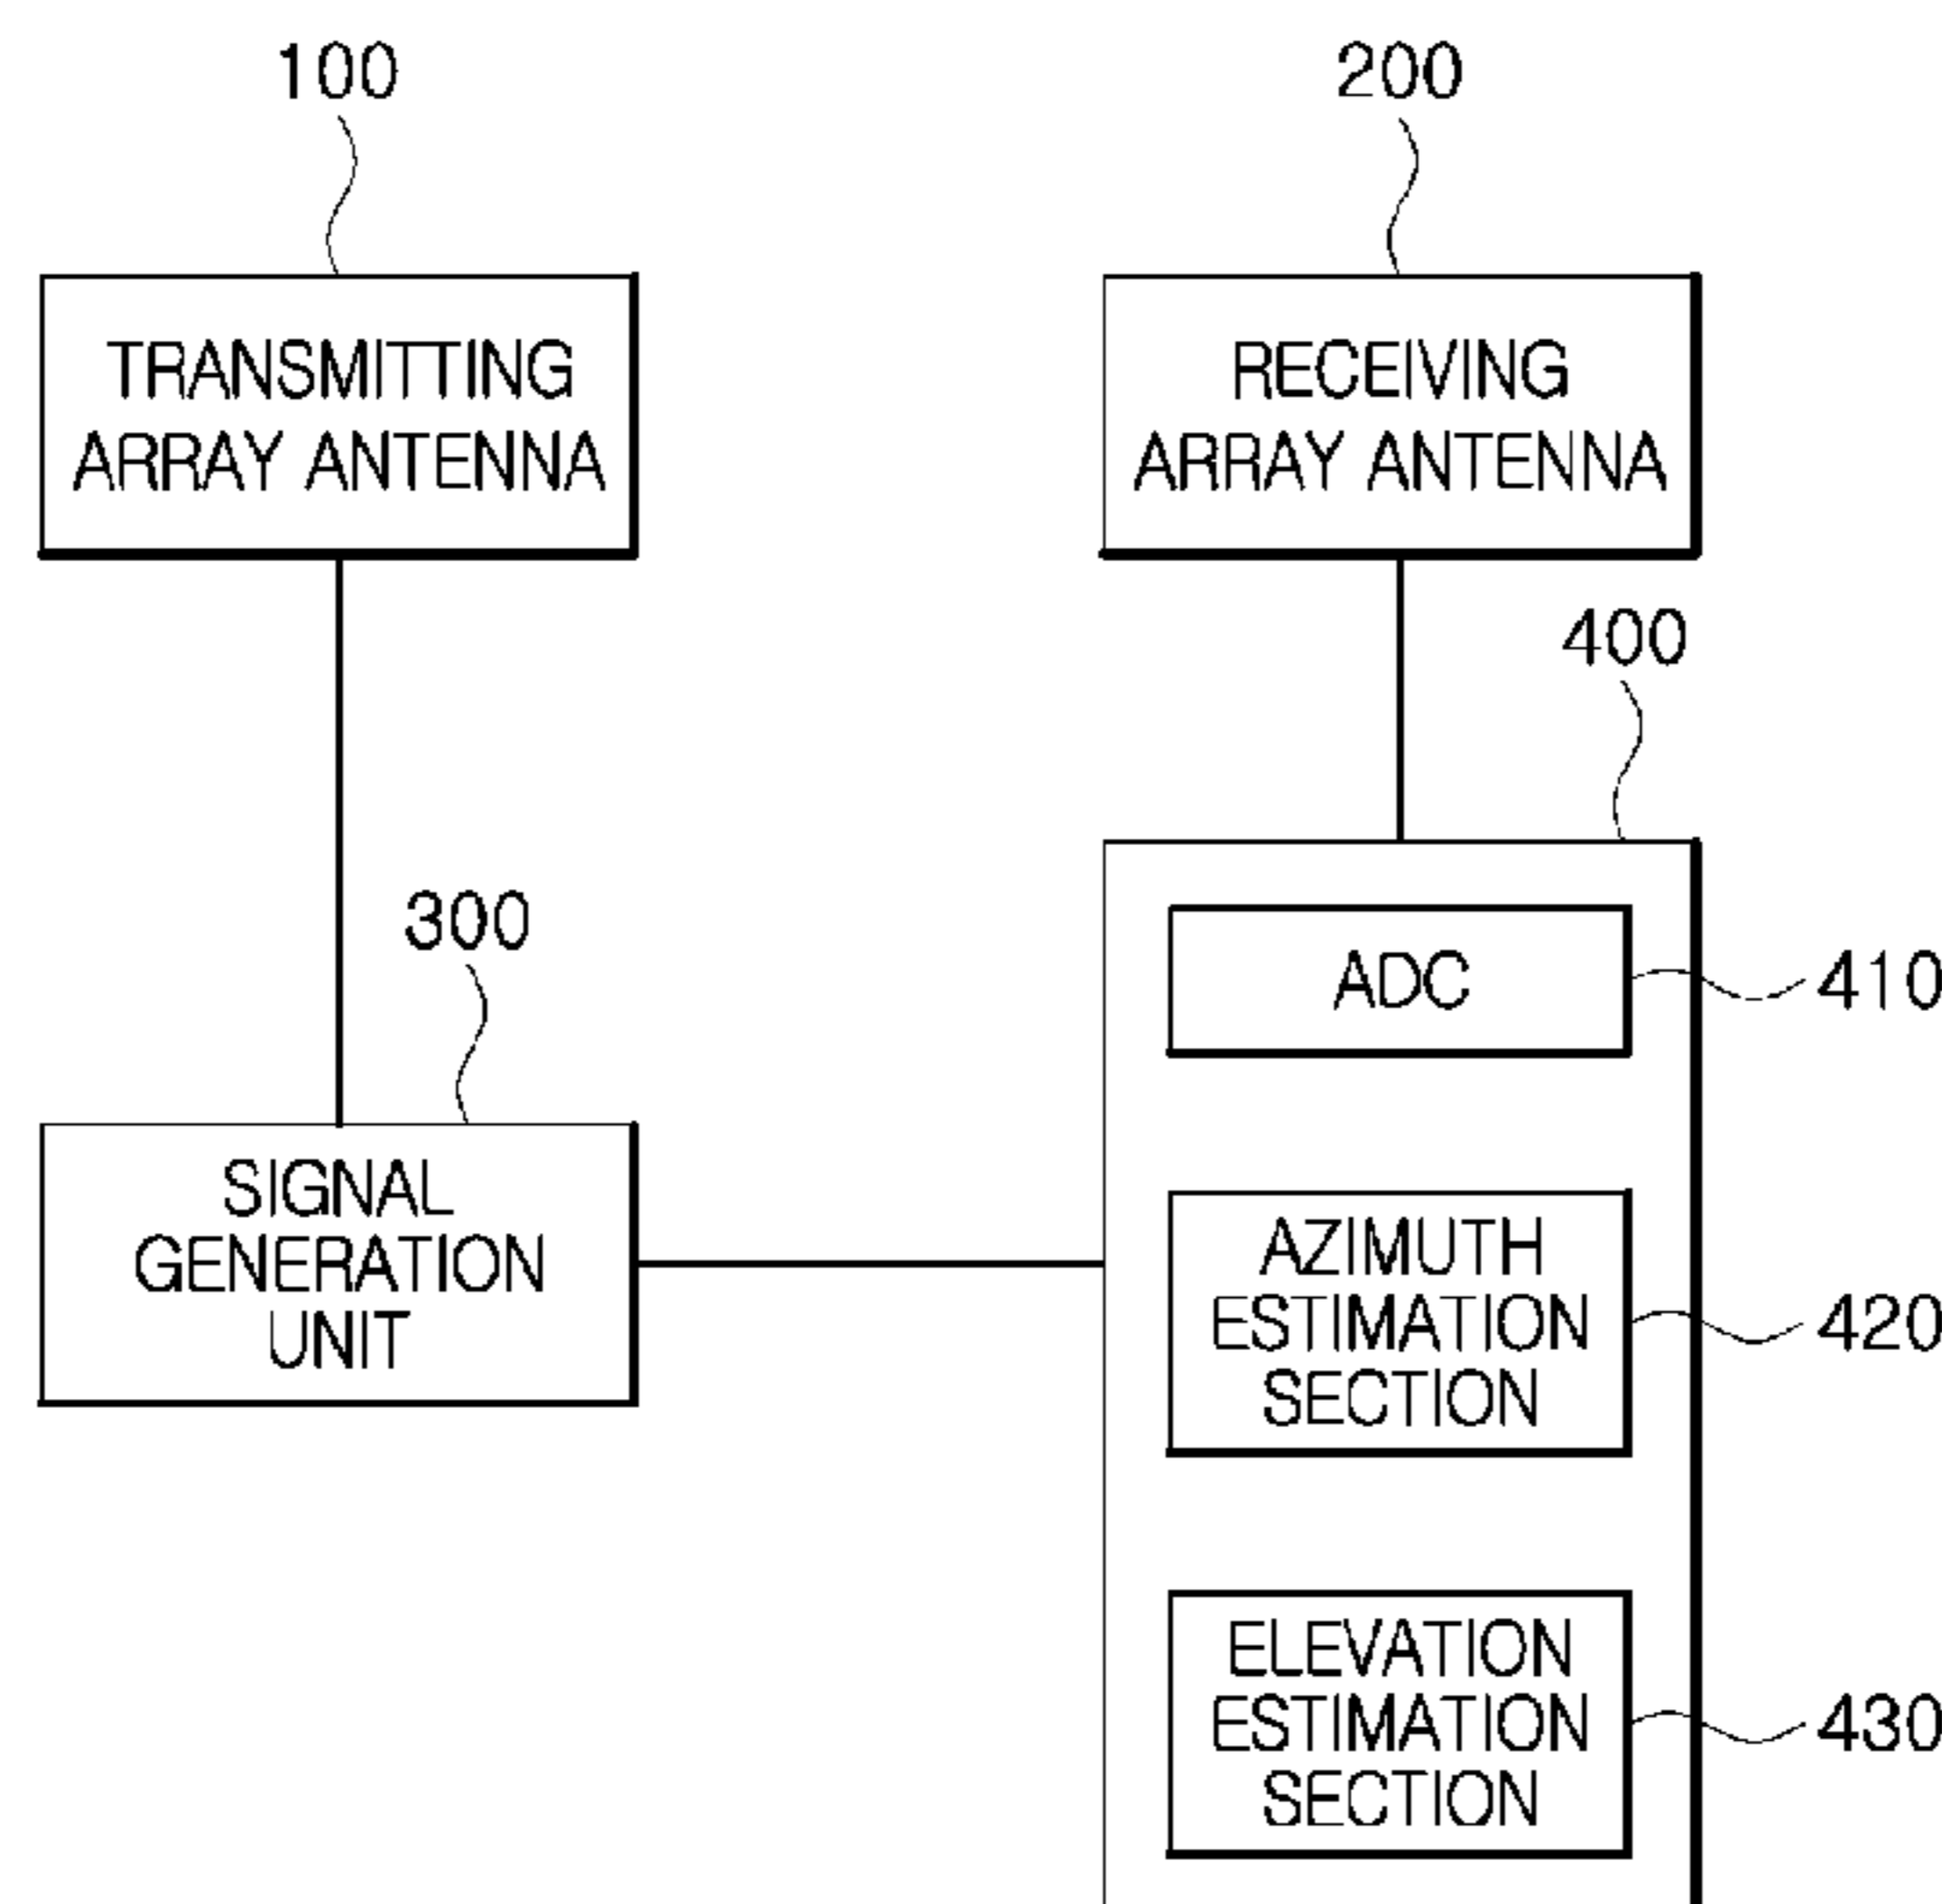 100
200
TRANSMITTING
ARRAY ANTENNA
RECEIVING
ARRAY ANTENNA
400
300
ADC
410
SIGNAL
GENERATION
UNIT
AZIMUTH
ESTIMATION
SECTION
420
ELEVATION
ESTIMATION
SECTION
430